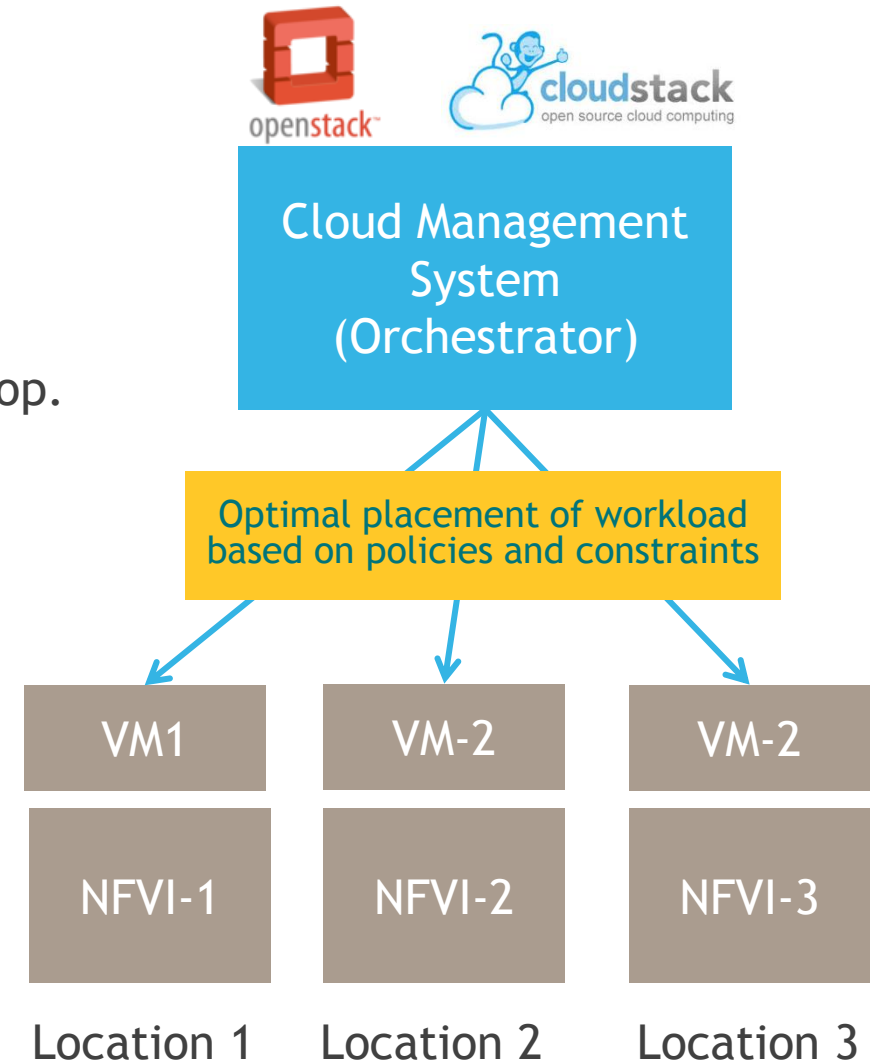 openstack™
cloudstack
open source cloud computing
Cloud Management
System
(Orchestrator)
op.
Optimal placement of workload
based on policies and constraints
VM1 VM-2 VM-2
NFVI-1 NFVI-2 NFVI-3
Location 1 Location 2 Location 3